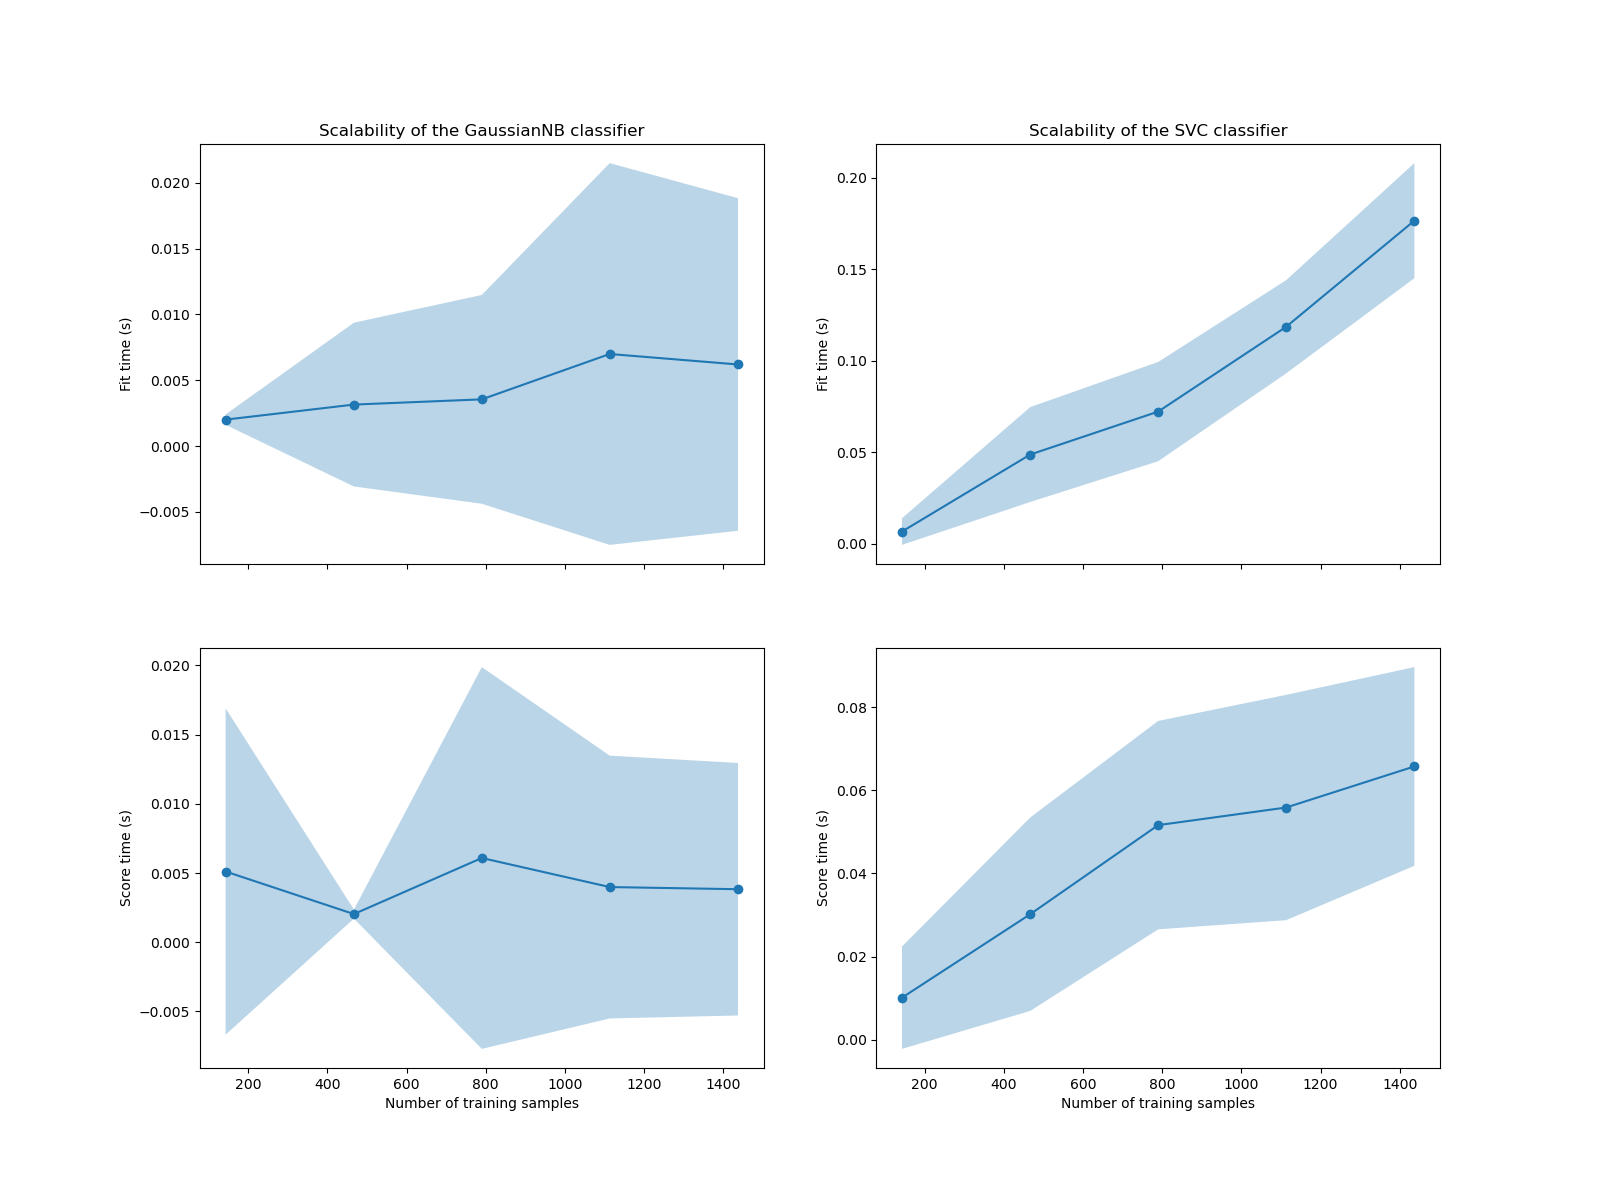 Scalability of the GaussianNB classifier
Scalability of the SVC classifier
0.020
0.015
0.010
0.005
0.000
−0.005
Fit time (s)
0.20
0.15
0.10
0.05
0.00
Fit time (s)
0.020
0.015
0.010
0.005
0.000
−0.005
Score time (s)
200 400 600 800 1000 1200 1400
Number of training samples
0.08
0.06
0.04
0.02
0.00
Score time (s)
200 400 600 800 1000 1200 1400
Number of training samples